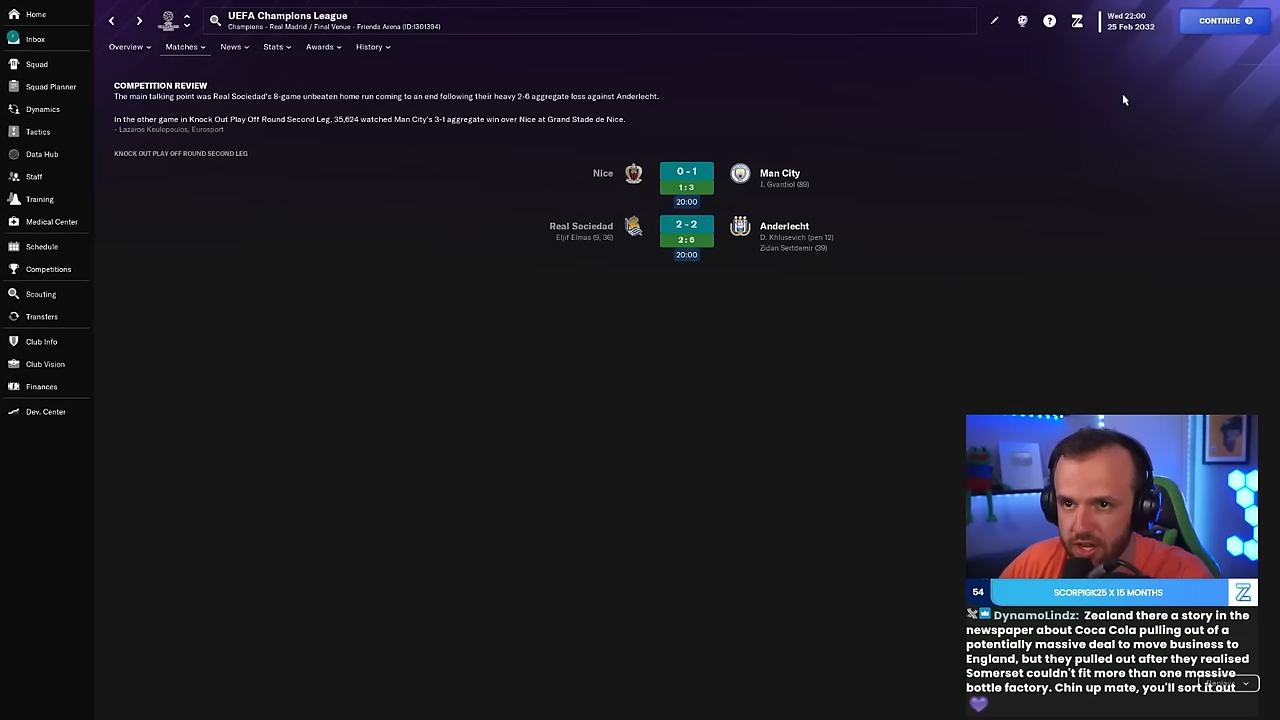 UEFA Champions League
Champions - Real Madrid / Final Venue - Friends Arena (ID:1301394)
Wed 22:00
25 Feb 2032
CONTINUE
Overview
Matches
News
Stats
Awards
History
Home
Inbox
Squad
Squad Planner
Dynamics
Tactics
Data Hub
Staff
Training
Medical Center
Schedule
Competitions
Scouting
Transfers
Club Info
Club Vision
Finances
Dev. Center
COMPETITION REVIEW
The main talking point was Real Sociedad's 8-game unbeaten home run coming to an end following their heavy 2-6 aggregate loss against Anderlecht.
In the other game in Knock Out Play Off Round Second Leg, 35,624 watched Man City's 3-1 aggregate win over Nice at Grand Stade de Nice.
- Lazaros Koulopoulos, Eurosport
KNOCK OUT PLAY OFF ROUND SECOND LEG
Nice 0 - 1 Man City
1 : 3 J. Gvardiol (89)
20:00
Real Sociedad 2 - 2 Anderlecht
Eljif Elmas (9, 36) 2 : 6 D. Khlusevich (pen 12)
Zidan Sertdemir (39)
20:00
54 SCORPIGK25 X 15 MONTHS Z
DynamoLindz: Zealand there a story in the
newspaper about Coca Cola pulling out of a
potentially massive deal to move business to
England, but they pulled out after they realised
Somerset couldn't fit more than one massive
bottle factory. Chin up mate, you'll sort it out